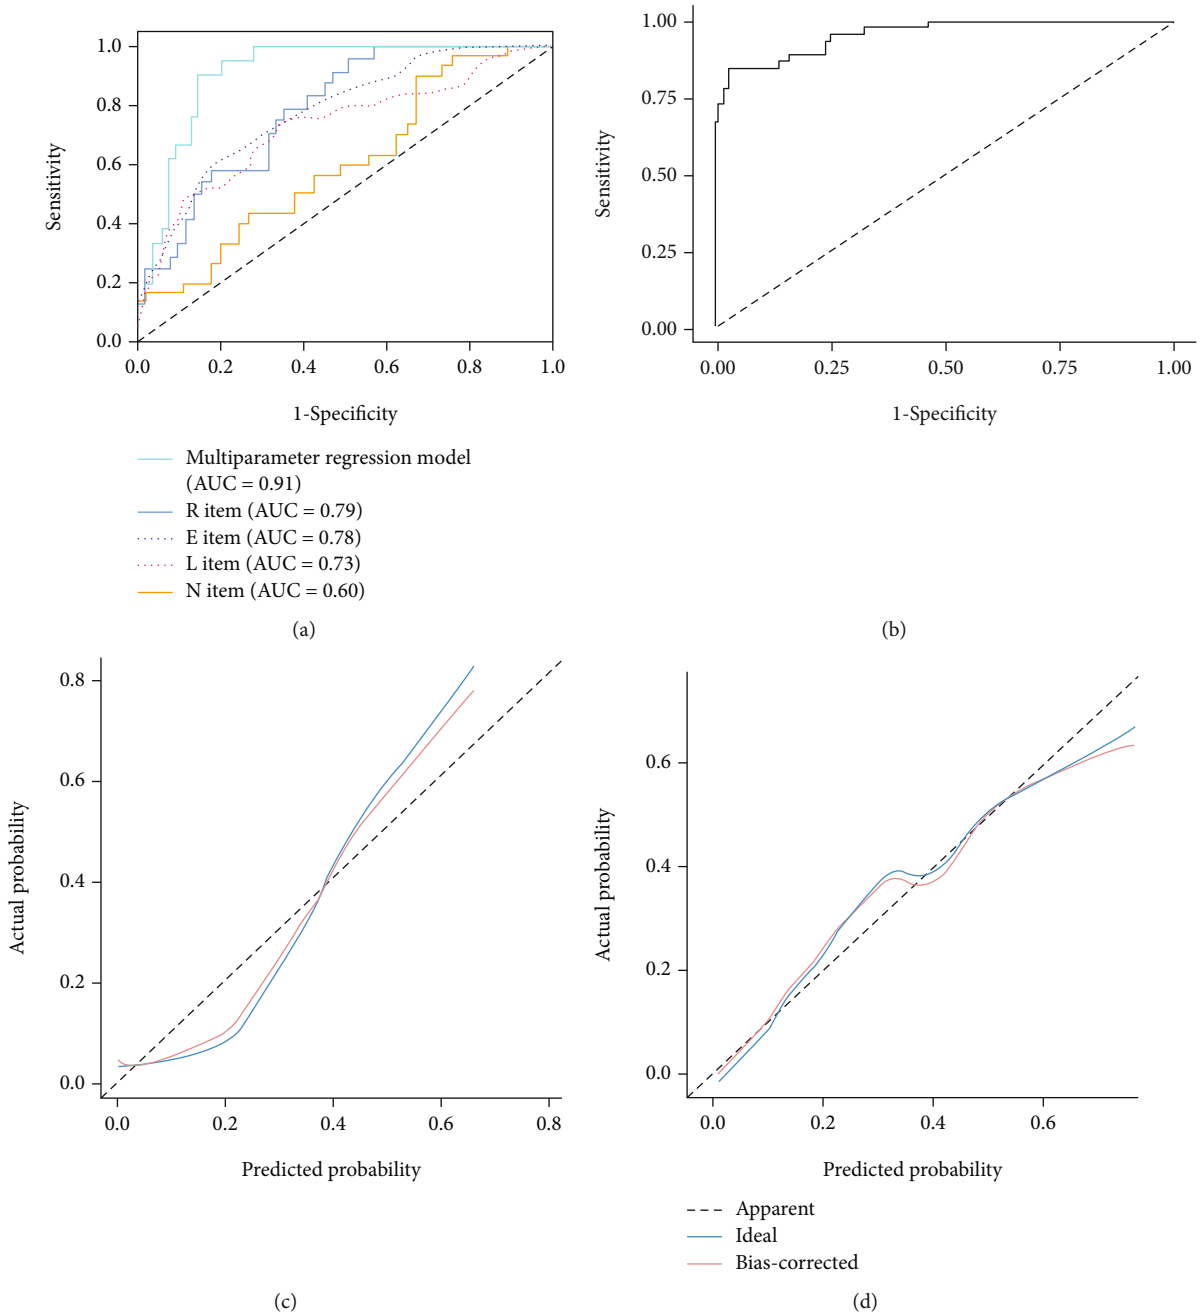 1.0
0.8
0.6
0.4
0.2
0.0
Sensitivity
0.0 0.2 0.4 0.6 0.8 1.0
1-Specificity
Multiparameter regression model
(AUC = 0.91)
R item (AUC = 0.79)
E item (AUC = 0.78)
L item (AUC = 0.73)
N item (AUC = 0.60)
(a)
1.00
0.75
0.50
0.25
0.00
Sensitivity
0.00 0.25 0.50 0.75 1.00
1-Specificity
(b)
0.8
0.6
0.4
0.2
0.0
Actual probability
0.0 0.2 0.4 0.6 0.8
Predicted probability
(c)
0.6
0.4
0.2
0.0
Actual probability
0.0 0.2 0.4 0.6
Predicted probability
Apparent
Ideal
Bias-corrected
(d)